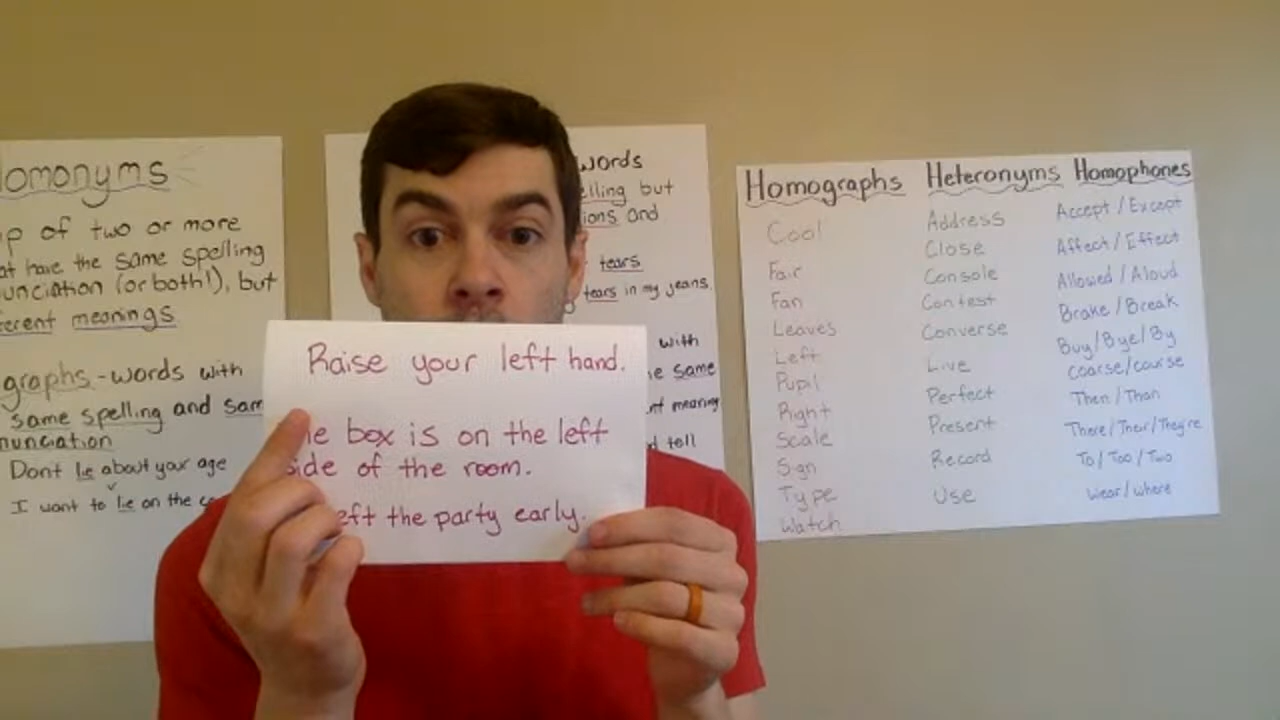 omonyms
p of two or more
at have the same spelling
unciation (or both!), but
erent meanings
graphs - words with
same spelling and sam
nunciation
Dont lie about your age
I want to lie on the co
words
elling but
ions and
tears
tears in my jeans.
with
he same
nt meaning
d tell
Raise your left hand.
he box is on the left
side of the room.
eft the party early.
Homographs
Cool
Fair
Fan
Leaves
Left
Pupil
Right
Scale
Sign
Type
Watch
Heteronyms
Address
Close
Console
Contest
Converse
Live
Perfect
Present
Record
Use
Homophones
Accept / Except
Affect / Effect
Allowed / Aloud
Brake / Break
Buy / Bye / By
coarse/course
Then / Than
There / Their / They're
To / Too / Two
Wear / where